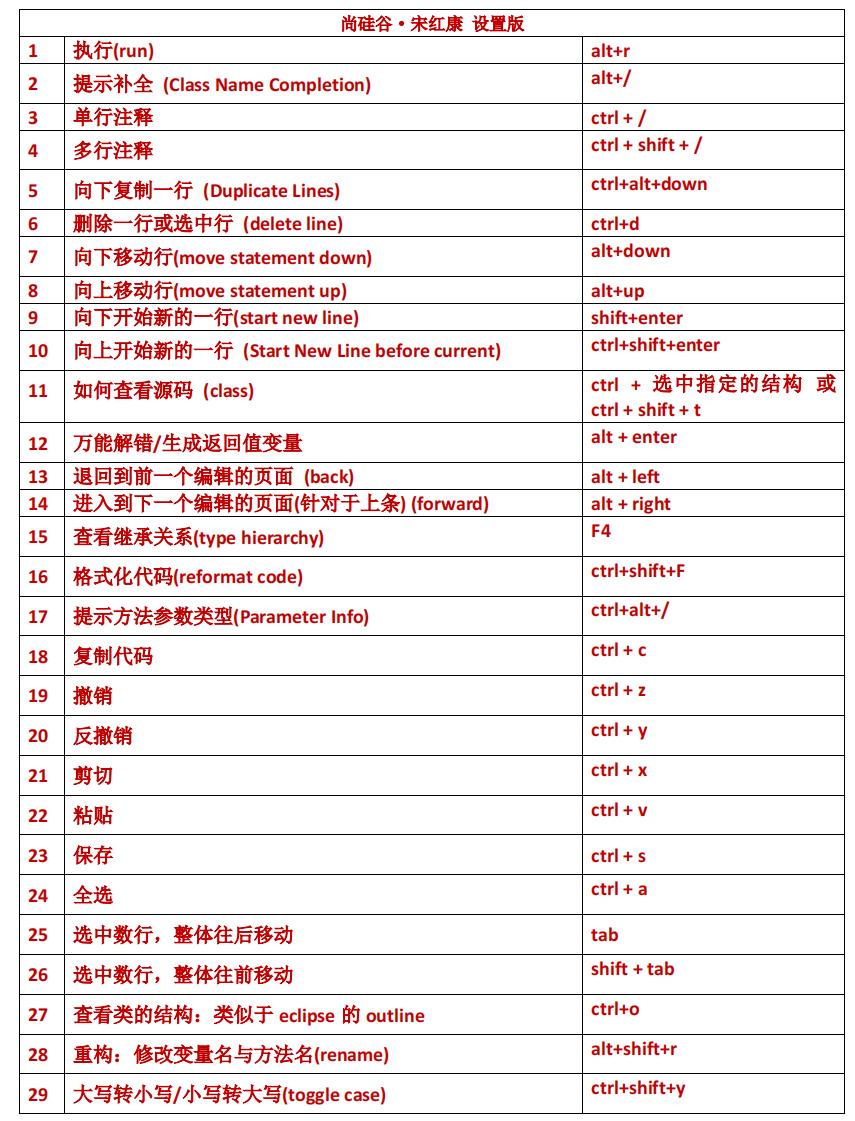 尚硅谷·宋红康 设置版
1 执行(run) alt+r
2 提示补全 (Class Name Completion) alt+/
3 单行注释 ctrl + /
4 多行注释 ctrl + shift + /
5 向下复制一行 (Duplicate Lines) ctrl+alt+down
6 删除一行或选中行 (delete line) ctrl+d
7 向下移动行(move statement down) alt+down
8 向上移动行(move statement up) alt+up
9 向下开始新的一行(start new line) shift+enter
10 向上开始新的一行 (Start New Line before current) ctrl+shift+enter
11 如何查看源码 (class) ctrl + 选中指定的结构 或
ctrl + shift + t
12 万能解错/生成返回值变量 alt + enter
13 退回到前一个编辑的页面 (back) alt + left
14 进入到下一个编辑的页面(针对于上条) (forward) alt + right
15 查看继承关系(type hierarchy) F4
16 格式化代码(reformat code) ctrl+shift+F
17 提示方法参数类型(Parameter Info) ctrl+alt+/
18 复制代码 ctrl + c
19 撤销 ctrl + z
20 反撤销 ctrl + y
21 剪切 ctrl + x
22 粘贴 ctrl + v
23 保存 ctrl + s
24 全选 ctrl + a
25 选中数行，整体往后移动 tab
26 选中数行，整体往前移动 shift + tab
27 查看类的结构：类似于 eclipse 的 outline ctrl+o
28 重构：修改变量名与方法名(rename) alt+shift+r
29 大写转小写/小写转大写(toggle case) ctrl+shift+y